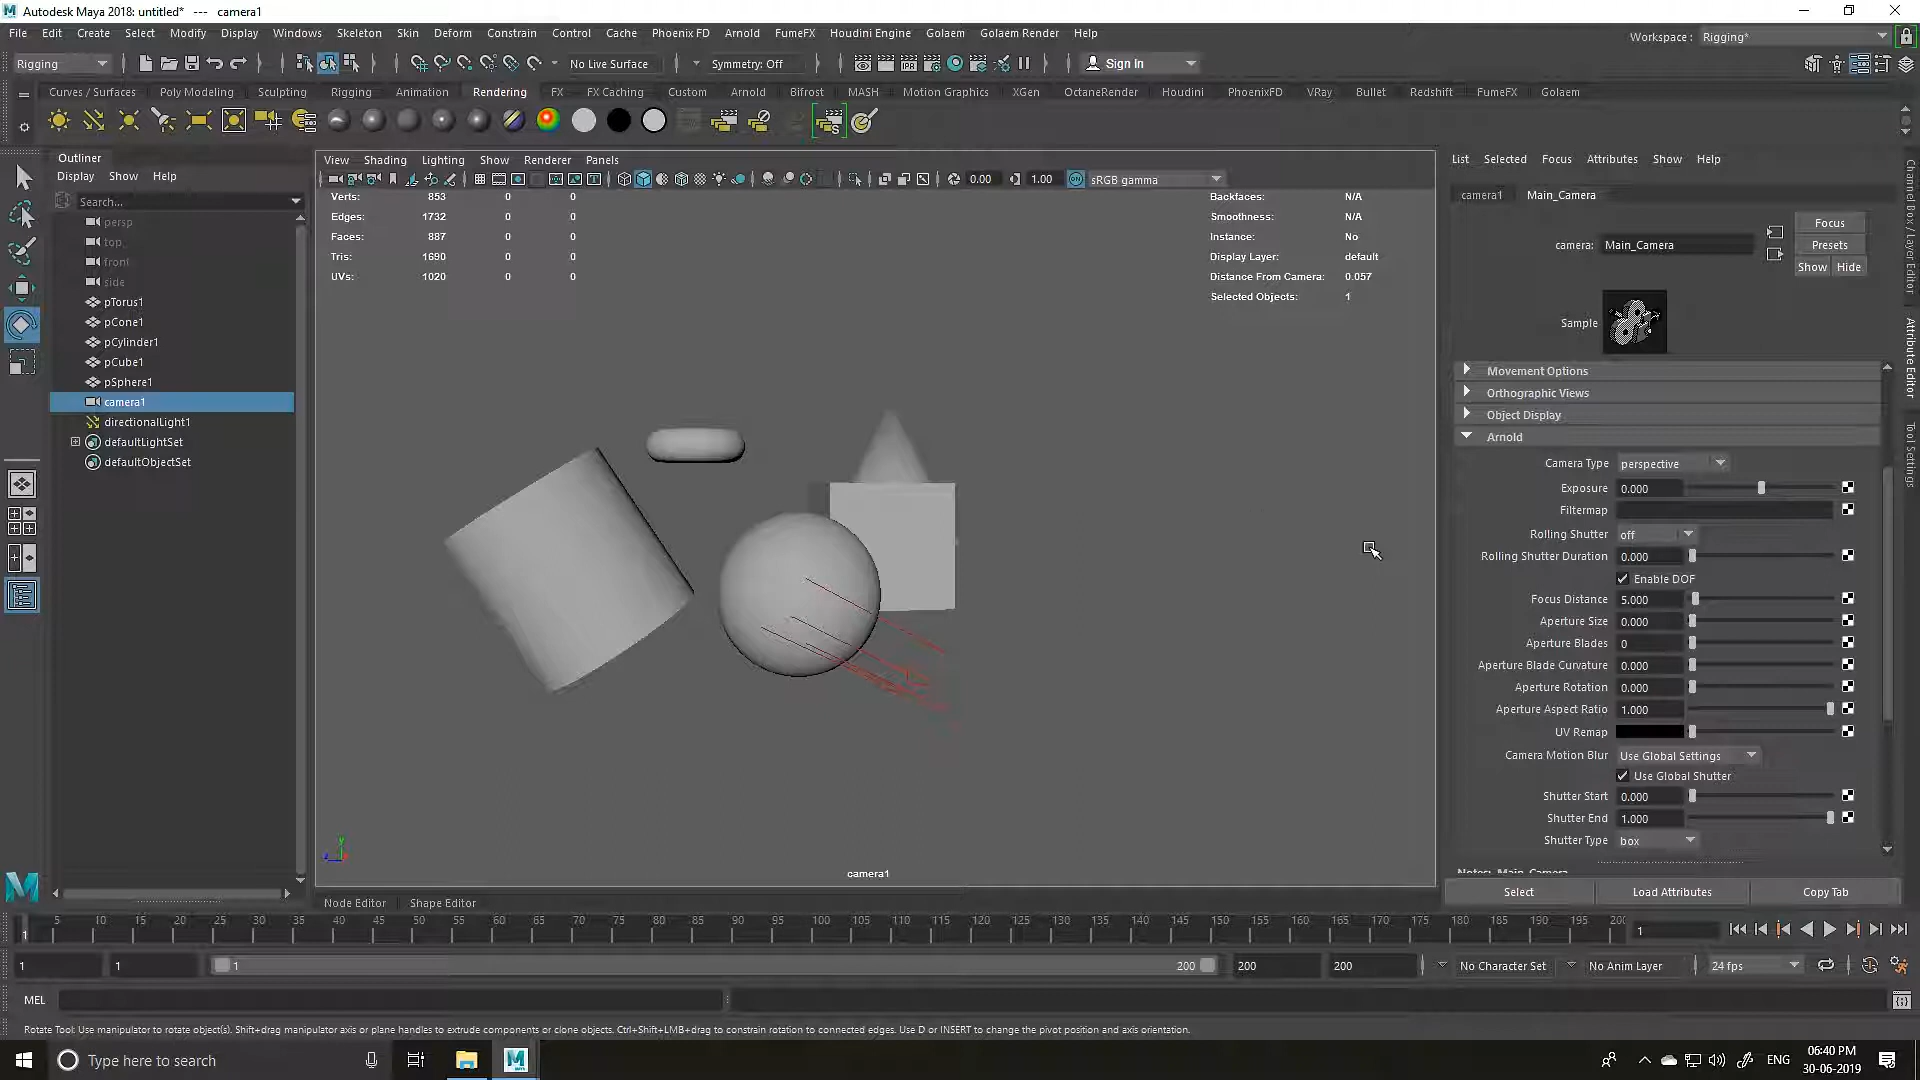 Autodesk Maya 2018: untitled*   ---   camera1
File Edit Create Select Modify Display Windows Skeleton Skin Deform Constrain Control Cache Phoenix FD Arnold FumeFX Houdini Engine Golaem Golaem Render Help
Workspace : Rigging*
Rigging No Live Surface Symmetry: Off Sign In
Curves / Surfaces Poly Modeling Sculpting Rigging Animation Rendering FX FX Caching Custom Arnold Bifrost MASH Motion Graphics XGen OctaneRender Houdini PhoenixFD VRay Bullet Redshift FumeFX Golaem
Outliner
Display Show Help
Search...
persp
top
front
side
pTorus1
pCone1
pCylinder1
pCube1
pSphere1
camera1
directionalLight1
defaultLightSet
defaultObjectSet
View Shading Lighting Show Renderer Panels
0.00 1.00 sRGB gamma
Verts: 853 0 0
Edges: 1732 0 0
Faces: 887 0 0
Tris: 1690 0 0
UVs: 1020 0 0
Backfaces: N/A
Smoothness: N/A
Instance: No
Display Layer: default
Distance From Camera: 0.057
Selected Objects: 1
camera1
Node Editor Shape Editor
List Selected Focus Attributes Show Help
camera1 Main_Camera
camera: Main_Camera
Focus
Presets
Show Hide
Sample
Movement Options
Orthographic Views
Object Display
Arnold
Camera Type perspective
Exposure 0.000
Filtermap
Rolling Shutter off
Rolling Shutter Duration 0.000
Enable DOF
Focus Distance 5.000
Aperture Size 0.000
Aperture Blades 0
Aperture Blade Curvature 0.000
Aperture Rotation 0.000
Aperture Aspect Ratio 1.000
UV Remap
Camera Motion Blur Use Global Settings
Use Global Shutter
Shutter Start 0.000
Shutter End 1.000
Shutter Type box
Notes: Main_Camera
Select Load Attributes Copy Tab
Channel Box / Layer Editor
Attribute Editor
Tool Settings
5 10 15 20 25 30 35 40 45 50 55 60 65 70 75 80 85 90 95 100 105 110 115 120 125 130 135 140 145 150 155 160 165 170 175 180 185 190 195 200
1
1
1 1 1 200 200 200 No Character Set No Anim Layer 24 fps
MEL
Rotate Tool: Use manipulator to rotate object(s). Shift+drag manipulator axis or plane handles to extrude components or clone objects. Ctrl+Shift+LMB+drag to constrain rotation to connected edges. Use D or INSERT to change the pivot position and axis orientation.
Type here to search
ENG
06:40 PM
30-06-2019